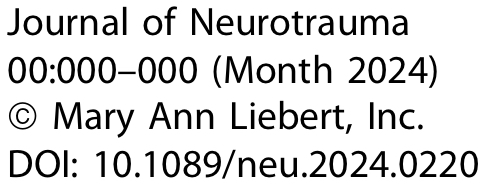 Journal of Neurotrauma
00:000–000 (Month 2024)
© Mary Ann Liebert, Inc.
DOI: 10.1089/neu.2024.0220